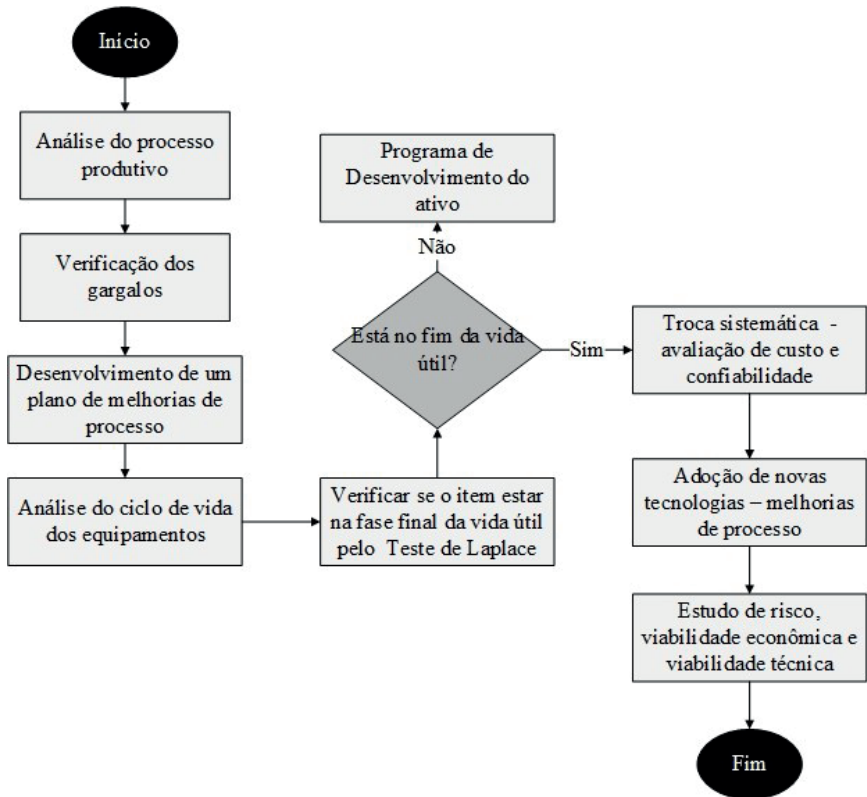 Início
Análise do processo
produtivo
Verificação dos
gargalos
Desenvolvimento de um
plano de melhorias de
processo
Análise do ciclo de vida
dos equipamentos
Verificar se o item estar
na fase final da vida útil
pelo Teste de Laplace
Está no fim da vida
útil?
Não
Programa de
Desenvolvimento do
ativo
Sim
Troca sistemática -
avaliação de custo e
confiabilidade
Adoção de novas
tecnologias – melhorias
de processo
Estudo de risco,
viabilidade econômica e
viabilidade técnica
Fim